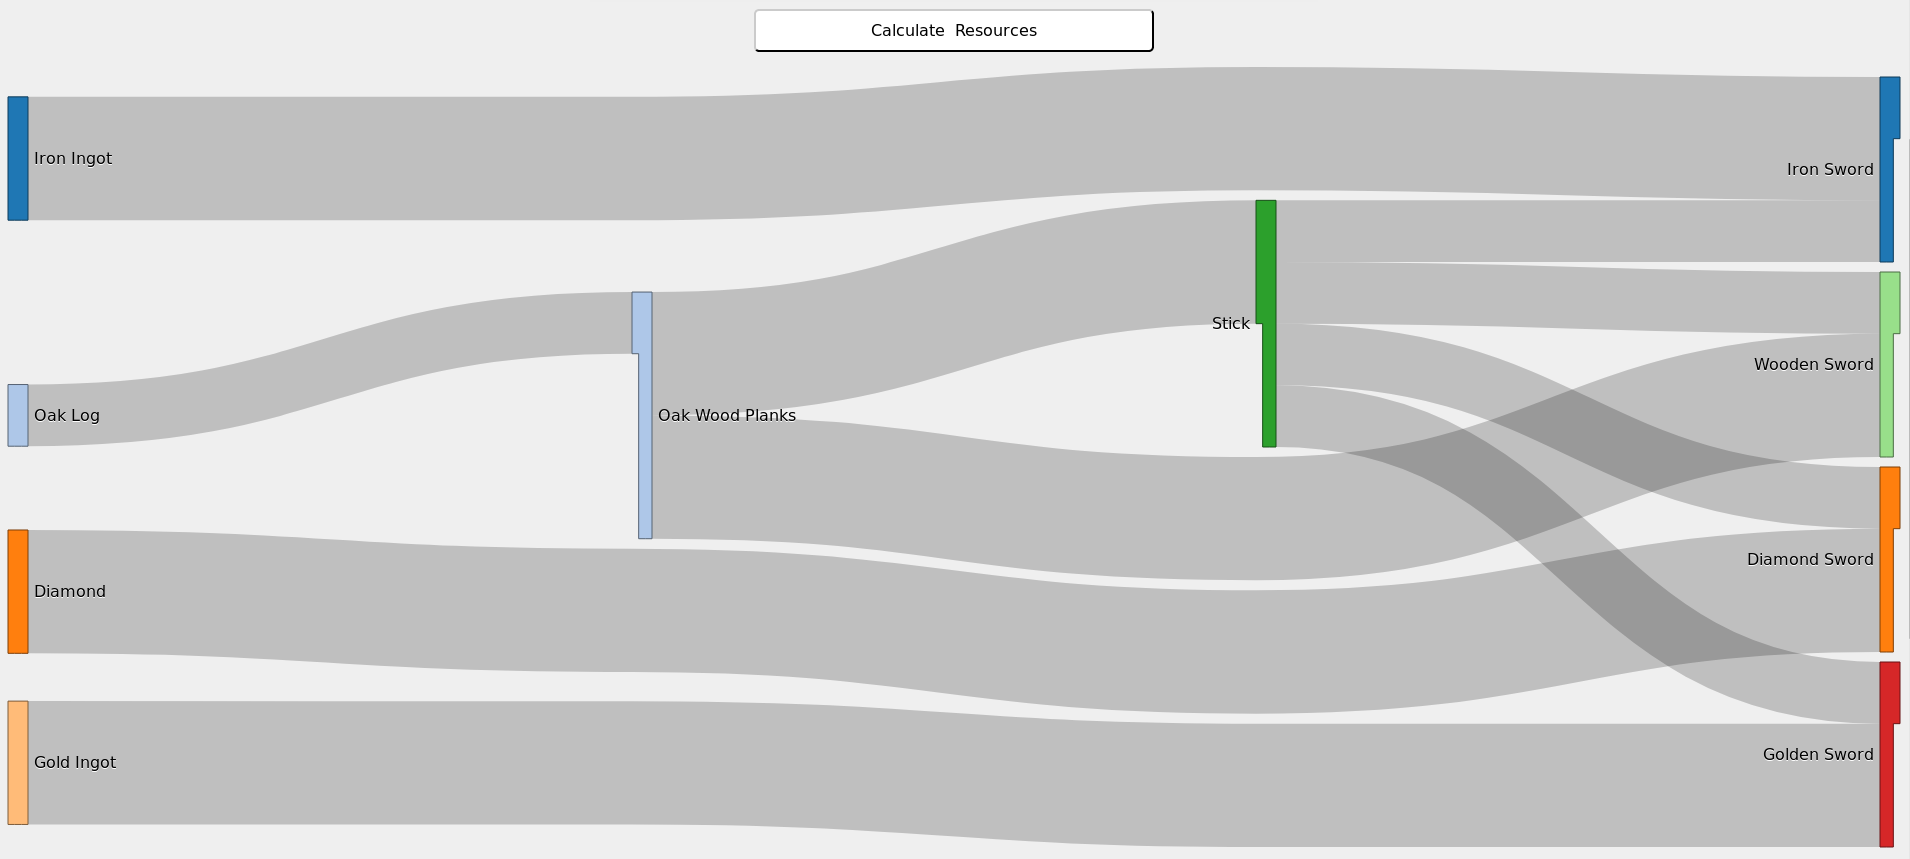 Calculate Resources
Iron Ingot
Iron Sword
Stick
Wooden Sword
Oak Log
Oak Wood Planks
Diamond Sword
Diamond
Golden Sword
Gold Ingot